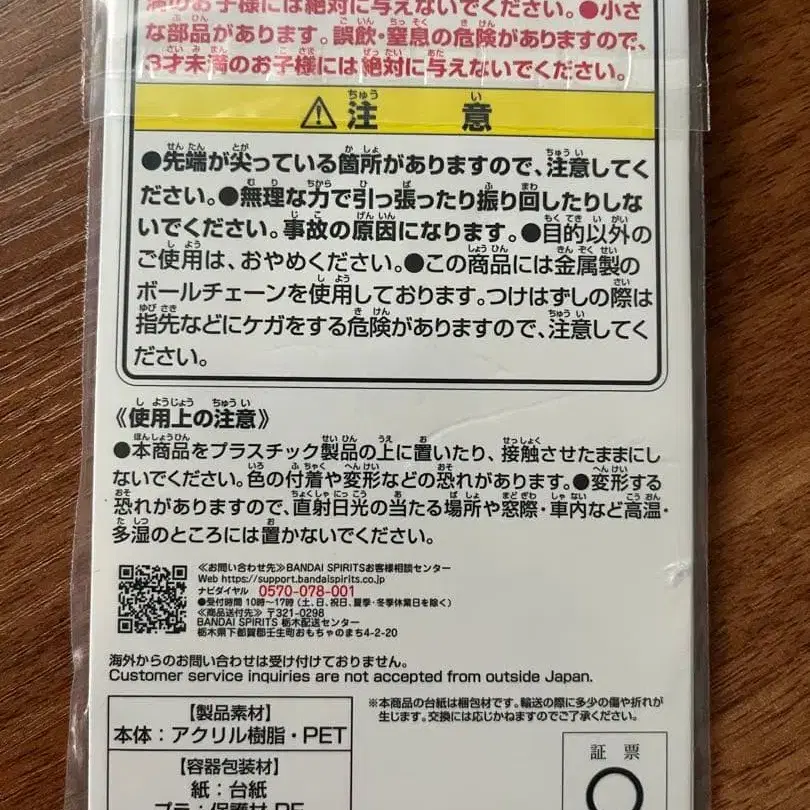 満のお子様には絶対に与えないでください。●小さ
な部品があります。誤飲・窒息の危険がありますので、
3才未満のお子様には絶対に与えないでください。
⚠注意
●先端が尖っている箇所がありますので、注意してく
ださい。●無理な力で引っ張ったり振り回したりしな
いでください。事故の原因になります。●目的以外の
ご使用は、おやめください。●この商品には金属製の
ボールチェーンを使用しております。つけはずしの際は
指先などにケガをする危険がありますので、注意してく
ださい。
《使用上の注意》
●本商品をプラスチック製品の上に置いたり、接触させたままにし
ないでください。色の付着や変形などの恐れがあります。●変形する
恐れがありますので、直射日光の当たる場所や窓際・車内など高温・
多湿のところには置かないでください。
≪お問い合わせ先≫BANDAI SPIRITSお客様相談センター
Web https://support.bandaispirits.co.jp
ナビダイヤル 0570-078-001
●受付時間 10時～17時(土、日、祝日、夏季・冬季休業日を除く)
≪商品送付先≫ 〒321-0298
BANDAI SPIRITS 栃木配送センター
栃木県下都賀郡壬生町おもちゃのまち4-2-20
海外からのお問い合わせは受け付けておりません。
Customer service inquiries are not accepted from outside Japan.
【製品素材】
本体：アクリル樹脂・PET
【容器包装材】
紙：台紙
プラ：保護材 PE
※本商品の台紙は梱包材です。輸送の際に多少の傷や折れが
生じます。交換には応じかねますのでご了承ください。
証票